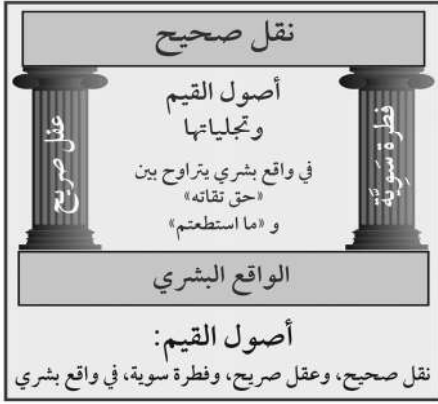 نقل صحيح
فطرة سَوِيَّة
أصول القيم
وتجلياتها
في واقع بشري يتراوح بين
«حق تقاته»
و «ما استطعتم»
عقل صريح
الواقع البشري
أصول القيم:
نقل صحيح، وعقل صريح، وفطرة سوية، في واقع بشري